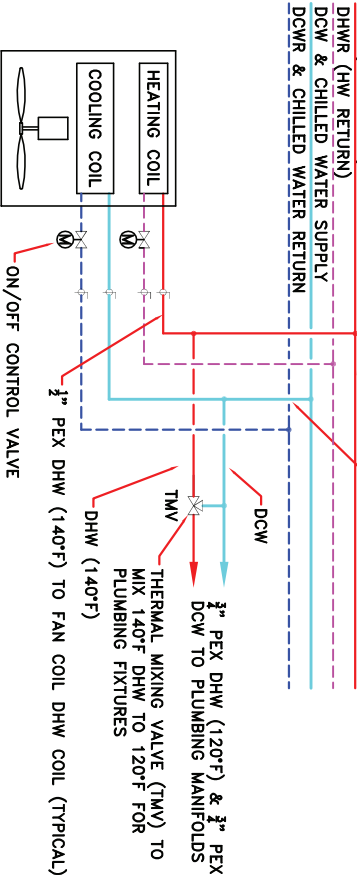 DHWR (HW RETURN)
DCW & CHILLED WATER SUPPLY
DCWR & CHILLED WATER RETURN
HEATING COIL
COOLING COIL
M
M
DCW
TMV
DHW (140°F)
3/4" PEX DHW (120°F) & 3/4" PEX
DCW TO PLUMBING MANIFOLDS
THERMAL MIXING VALVE (TMV) TO
MIX 140°F DHW TO 120°F FOR
PLUMBING FIXTURES
1/2" PEX DHW (140°F) TO FAN COIL DHW COIL (TYPICAL)
ON/OFF CONTROL VALVE